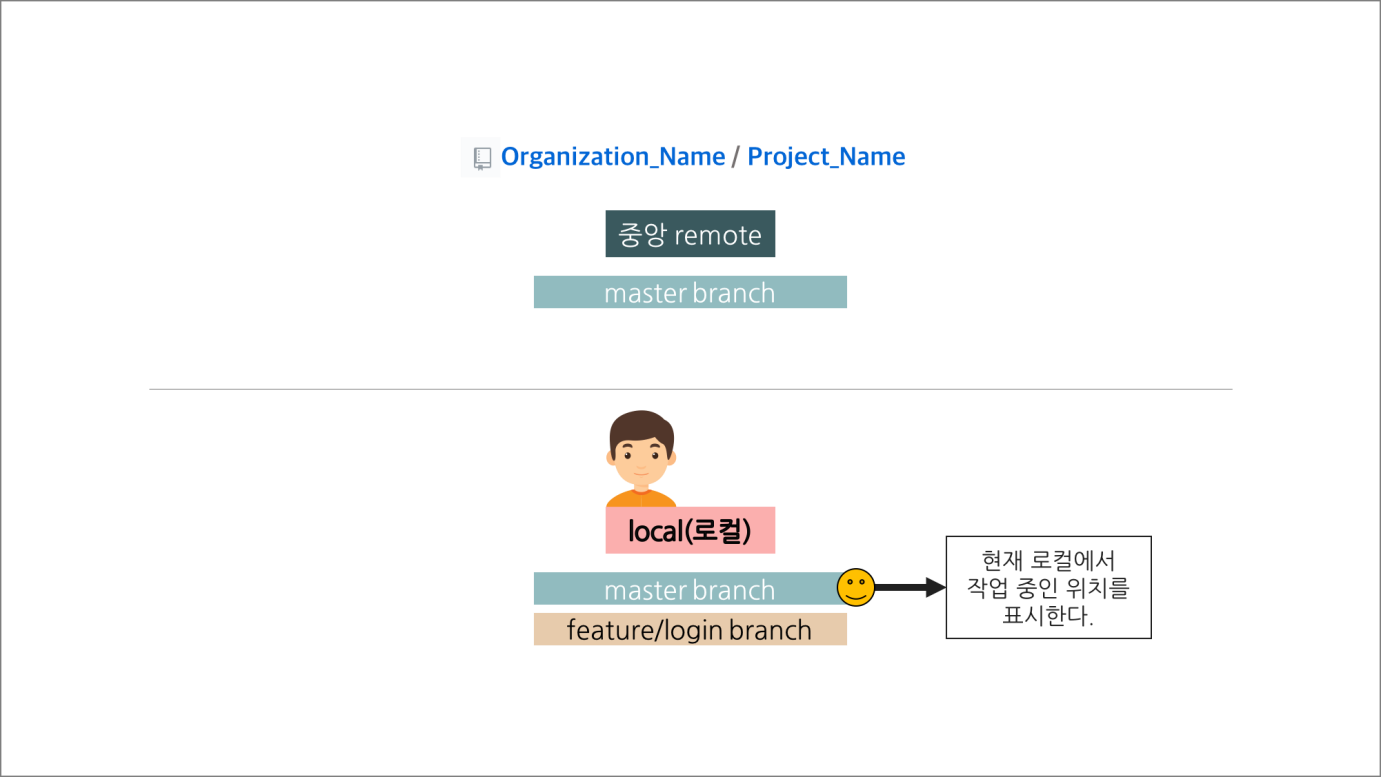 Organization_Name / Project_Name
중앙 remote
master branch
local(로컬)
master branch
feature/login branch
현재 로컬에서
작업 중인 위치를
표시한다.